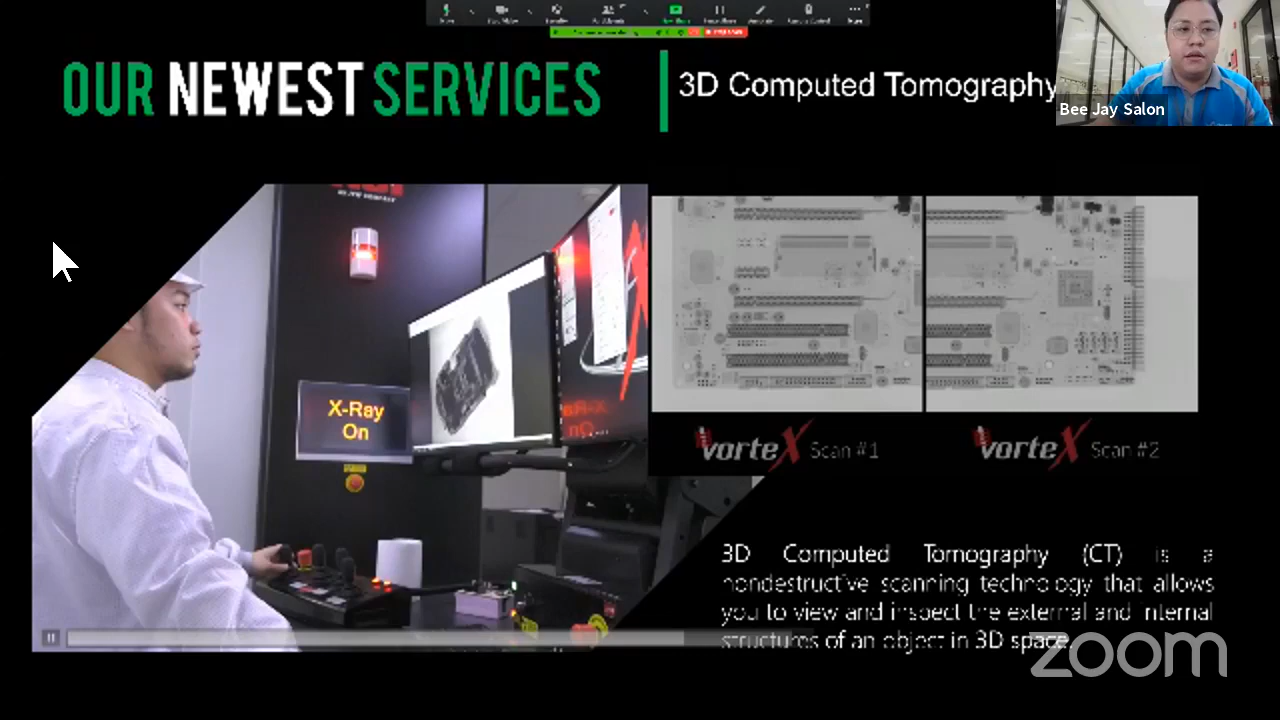 OUR NEWEST SERVICES
3D Computed Tomography
Bee Jay Salon
X-Ray
On
vorteX Scan #1
vorteX Scan #2
3D Computed Tomography (CT) is a
nondestructive scanning technology that allows
you to view and inspect the external and internal
structures of an object in 3D space.
zoom